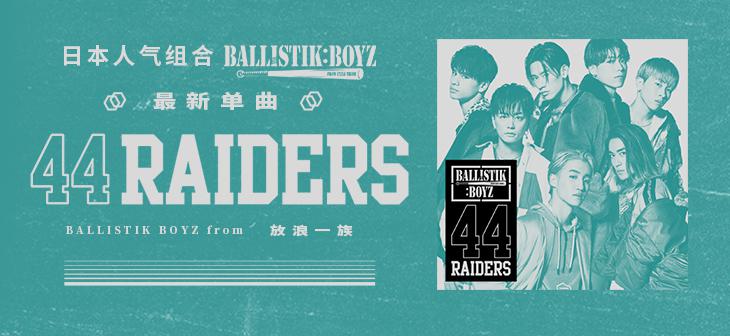 日本人气组合 BALLISTIK:BOYZ
最新单曲
44 RAIDERS
BALLISTIK BOYZ from 放浪一族
BALLISTIK
:BOYZ
44
RAIDERS